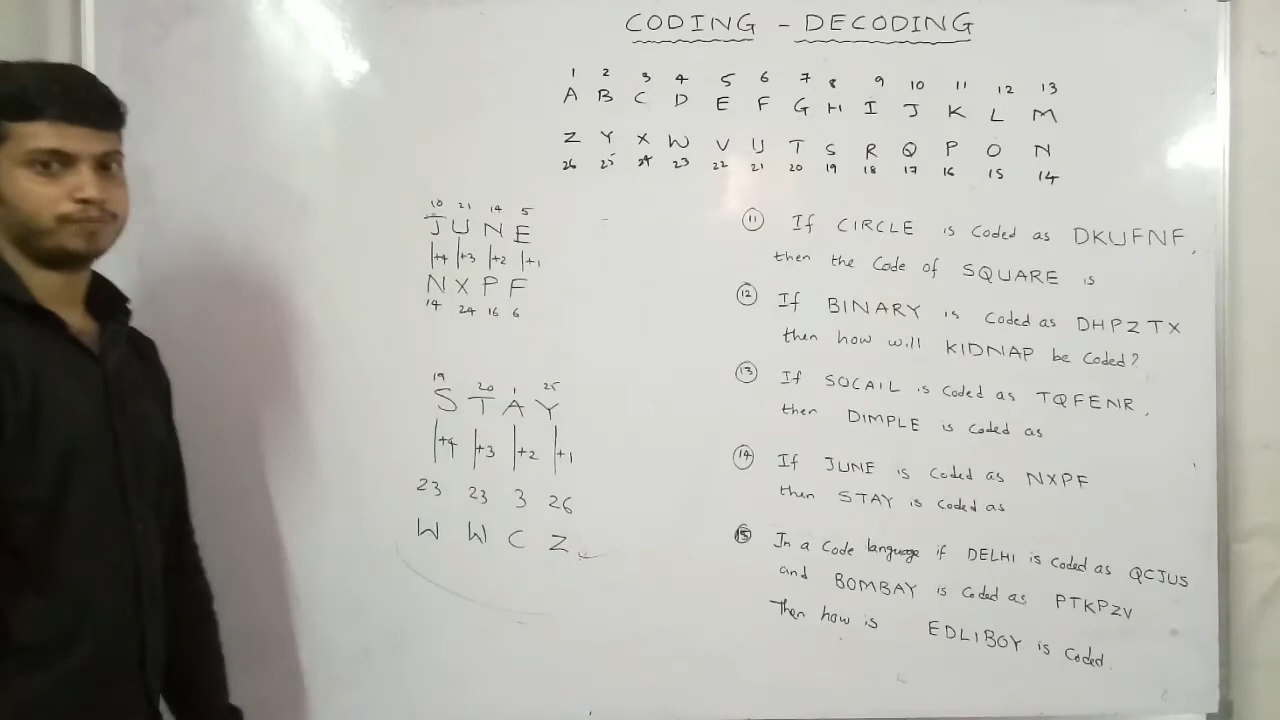 CODING - DECODING
1 2 3 4 5 6 7 8 9 10 11 12 13
A B C D E F G H I J K L M
Z Y X W V U T S R Q P O N
26 25 24 23 22 21 20 19 18 17 16 15 14
10 21 14 5
J U N E
+4 +3 +2 +1
N X P F
14 24 16 6
19 20 1 25
S T A Y
+4 +3 +2 +1
23 23 3 26
W W C Z
11 If CIRCLE is coded as DKUFNF,
then the code of SQUARE is
12 If BINARY is coded as DHPZTX
then how will KIDNAP be coded?
13 If SOCAIL is coded as TQFENR,
then DIMPLE is coded as
14 If JUNE is coded as NXPF
then STAY is coded as
15 In a code language if DELHI is coded as QCJUS
and BOMBAY is coded as PTKPZV
Then how is EDLIBOY is coded.